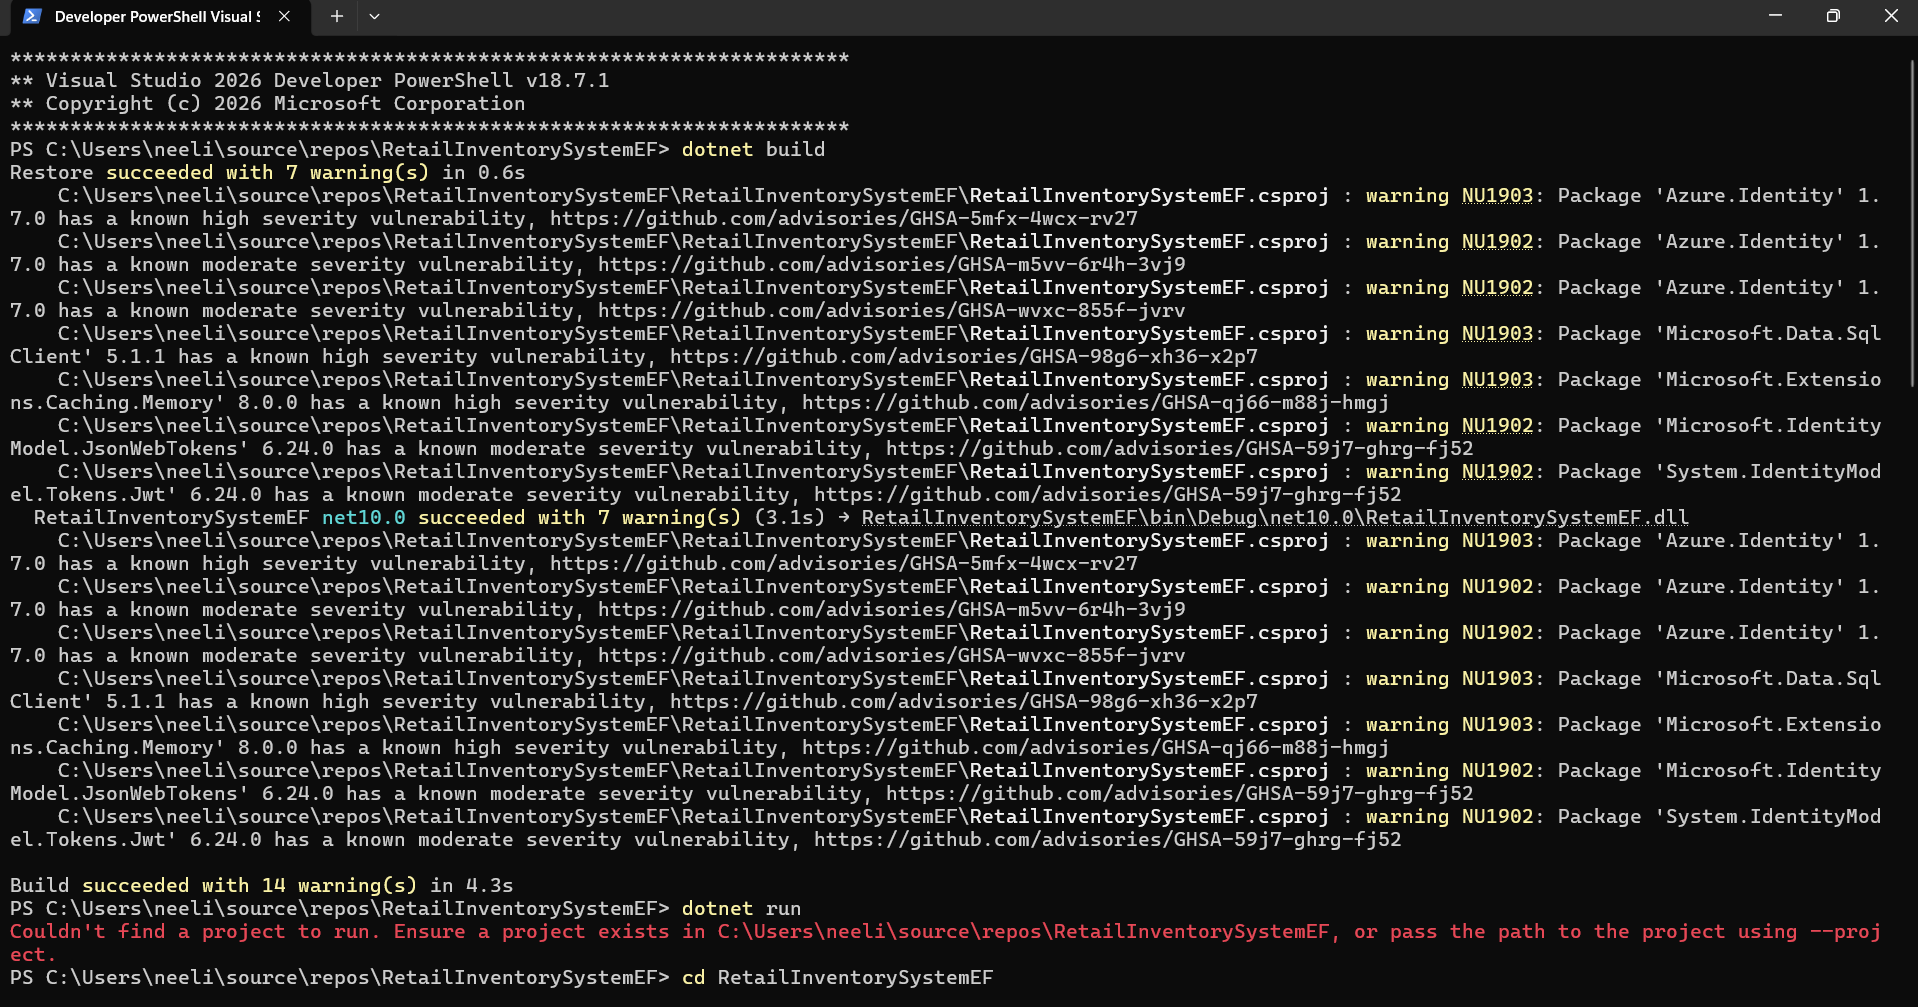 Developer PowerShell Visual S
**********************************************************************
** Visual Studio 2026 Developer PowerShell v18.7.1
** Copyright (c) 2026 Microsoft Corporation
**********************************************************************
PS C:\Users\neeli\source\repos\RetailInventorySystemEF> dotnet build
Restore succeeded with 7 warning(s) in 0.6s
    C:\Users\neeli\source\repos\RetailInventorySystemEF\RetailInventorySystemEF\RetailInventorySystemEF.csproj : warning NU1903: Package 'Azure.Identity' 1.
7.0 has a known high severity vulnerability, https://github.com/advisories/GHSA-5mfx-4wcx-rv27
    C:\Users\neeli\source\repos\RetailInventorySystemEF\RetailInventorySystemEF\RetailInventorySystemEF.csproj : warning NU1902: Package 'Azure.Identity' 1.
7.0 has a known moderate severity vulnerability, https://github.com/advisories/GHSA-m5vv-6r4h-3vj9
    C:\Users\neeli\source\repos\RetailInventorySystemEF\RetailInventorySystemEF\RetailInventorySystemEF.csproj : warning NU1902: Package 'Azure.Identity' 1.
7.0 has a known moderate severity vulnerability, https://github.com/advisories/GHSA-wvxc-855f-jvrv
    C:\Users\neeli\source\repos\RetailInventorySystemEF\RetailInventorySystemEF\RetailInventorySystemEF.csproj : warning NU1903: Package 'Microsoft.Data.Sql
Client' 5.1.1 has a known high severity vulnerability, https://github.com/advisories/GHSA-98g6-xh36-x2p7
    C:\Users\neeli\source\repos\RetailInventorySystemEF\RetailInventorySystemEF\RetailInventorySystemEF.csproj : warning NU1903: Package 'Microsoft.Extensio
ns.Caching.Memory' 8.0.0 has a known high severity vulnerability, https://github.com/advisories/GHSA-qj66-m88j-hmgj
    C:\Users\neeli\source\repos\RetailInventorySystemEF\RetailInventorySystemEF\RetailInventorySystemEF.csproj : warning NU1902: Package 'Microsoft.Identity
Model.JsonWebTokens' 6.24.0 has a known moderate severity vulnerability, https://github.com/advisories/GHSA-59j7-ghrg-fj52
    C:\Users\neeli\source\repos\RetailInventorySystemEF\RetailInventorySystemEF\RetailInventorySystemEF.csproj : warning NU1902: Package 'System.IdentityMod
el.Tokens.Jwt' 6.24.0 has a known moderate severity vulnerability, https://github.com/advisories/GHSA-59j7-ghrg-fj52
  RetailInventorySystemEF net10.0 succeeded with 7 warning(s) (3.1s) → RetailInventorySystemEF\bin\Debug\net10.0\RetailInventorySystemEF.dll
    C:\Users\neeli\source\repos\RetailInventorySystemEF\RetailInventorySystemEF\RetailInventorySystemEF.csproj : warning NU1903: Package 'Azure.Identity' 1.
7.0 has a known high severity vulnerability, https://github.com/advisories/GHSA-5mfx-4wcx-rv27
    C:\Users\neeli\source\repos\RetailInventorySystemEF\RetailInventorySystemEF\RetailInventorySystemEF.csproj : warning NU1902: Package 'Azure.Identity' 1.
7.0 has a known moderate severity vulnerability, https://github.com/advisories/GHSA-m5vv-6r4h-3vj9
    C:\Users\neeli\source\repos\RetailInventorySystemEF\RetailInventorySystemEF\RetailInventorySystemEF.csproj : warning NU1902: Package 'Azure.Identity' 1.
7.0 has a known moderate severity vulnerability, https://github.com/advisories/GHSA-wvxc-855f-jvrv
    C:\Users\neeli\source\repos\RetailInventorySystemEF\RetailInventorySystemEF\RetailInventorySystemEF.csproj : warning NU1903: Package 'Microsoft.Data.Sql
Client' 5.1.1 has a known high severity vulnerability, https://github.com/advisories/GHSA-98g6-xh36-x2p7
    C:\Users\neeli\source\repos\RetailInventorySystemEF\RetailInventorySystemEF\RetailInventorySystemEF.csproj : warning NU1903: Package 'Microsoft.Extensio
ns.Caching.Memory' 8.0.0 has a known high severity vulnerability, https://github.com/advisories/GHSA-qj66-m88j-hmgj
    C:\Users\neeli\source\repos\RetailInventorySystemEF\RetailInventorySystemEF\RetailInventorySystemEF.csproj : warning NU1902: Package 'Microsoft.Identity
Model.JsonWebTokens' 6.24.0 has a known moderate severity vulnerability, https://github.com/advisories/GHSA-59j7-ghrg-fj52
    C:\Users\neeli\source\repos\RetailInventorySystemEF\RetailInventorySystemEF\RetailInventorySystemEF.csproj : warning NU1902: Package 'System.IdentityMod
el.Tokens.Jwt' 6.24.0 has a known moderate severity vulnerability, https://github.com/advisories/GHSA-59j7-ghrg-fj52

Build succeeded with 14 warning(s) in 4.3s
PS C:\Users\neeli\source\repos\RetailInventorySystemEF> dotnet run
Couldn't find a project to run. Ensure a project exists in C:\Users\neeli\source\repos\RetailInventorySystemEF, or pass the path to the project using --proj
ect.
PS C:\Users\neeli\source\repos\RetailInventorySystemEF> cd RetailInventorySystemEF